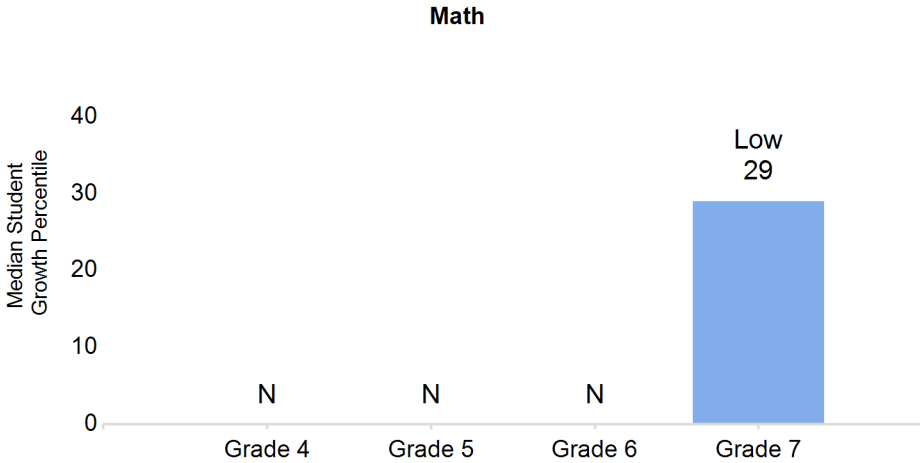 Math
Median Student
Growth Percentile
40
30
20
10
0
Low
29
N
N
N
Grade 4
Grade 5
Grade 6
Grade 7